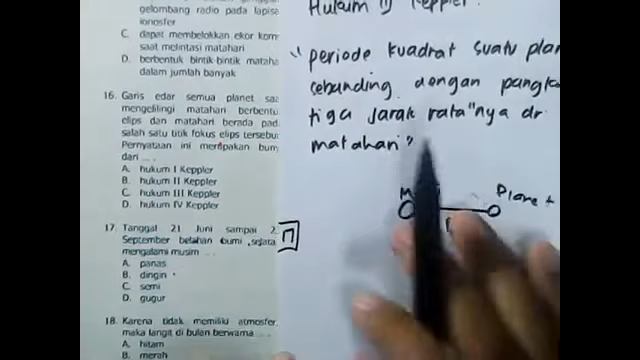 gelombang radio pada lapisa
ionosfer
C. dapat membelokkan ekor kom
saat melintasi matahari
D. berbentuk bintik-bintik mataha
dalam jumlah banyak
16. Garis edar semua planet saa
mengelilingi matahari berbentu
elips dan matahari berada pad
salah satu titik fokus elips tersebu
Pernyataan ini merupakan bun
dari ....
A. hukum I Keppler
B. hukum II Keppler
C. hukum III Keppler
D. hukum IV Keppler
17. Tanggal 21 Juni sampai 2
September belahan bumi selata
mengalami musim ....
A. panas
B. dingin
C. semi
D. gugur
18. Karena tidak memiliki atmosfer,
maka langit di bulan berwarna ....
A. hitam
B. merah
Hukum III Keppler
"periode kuadrat suatu plan
sebanding dengan pangka
tiga jarak rata"nya dr
matahari"
M
Planet